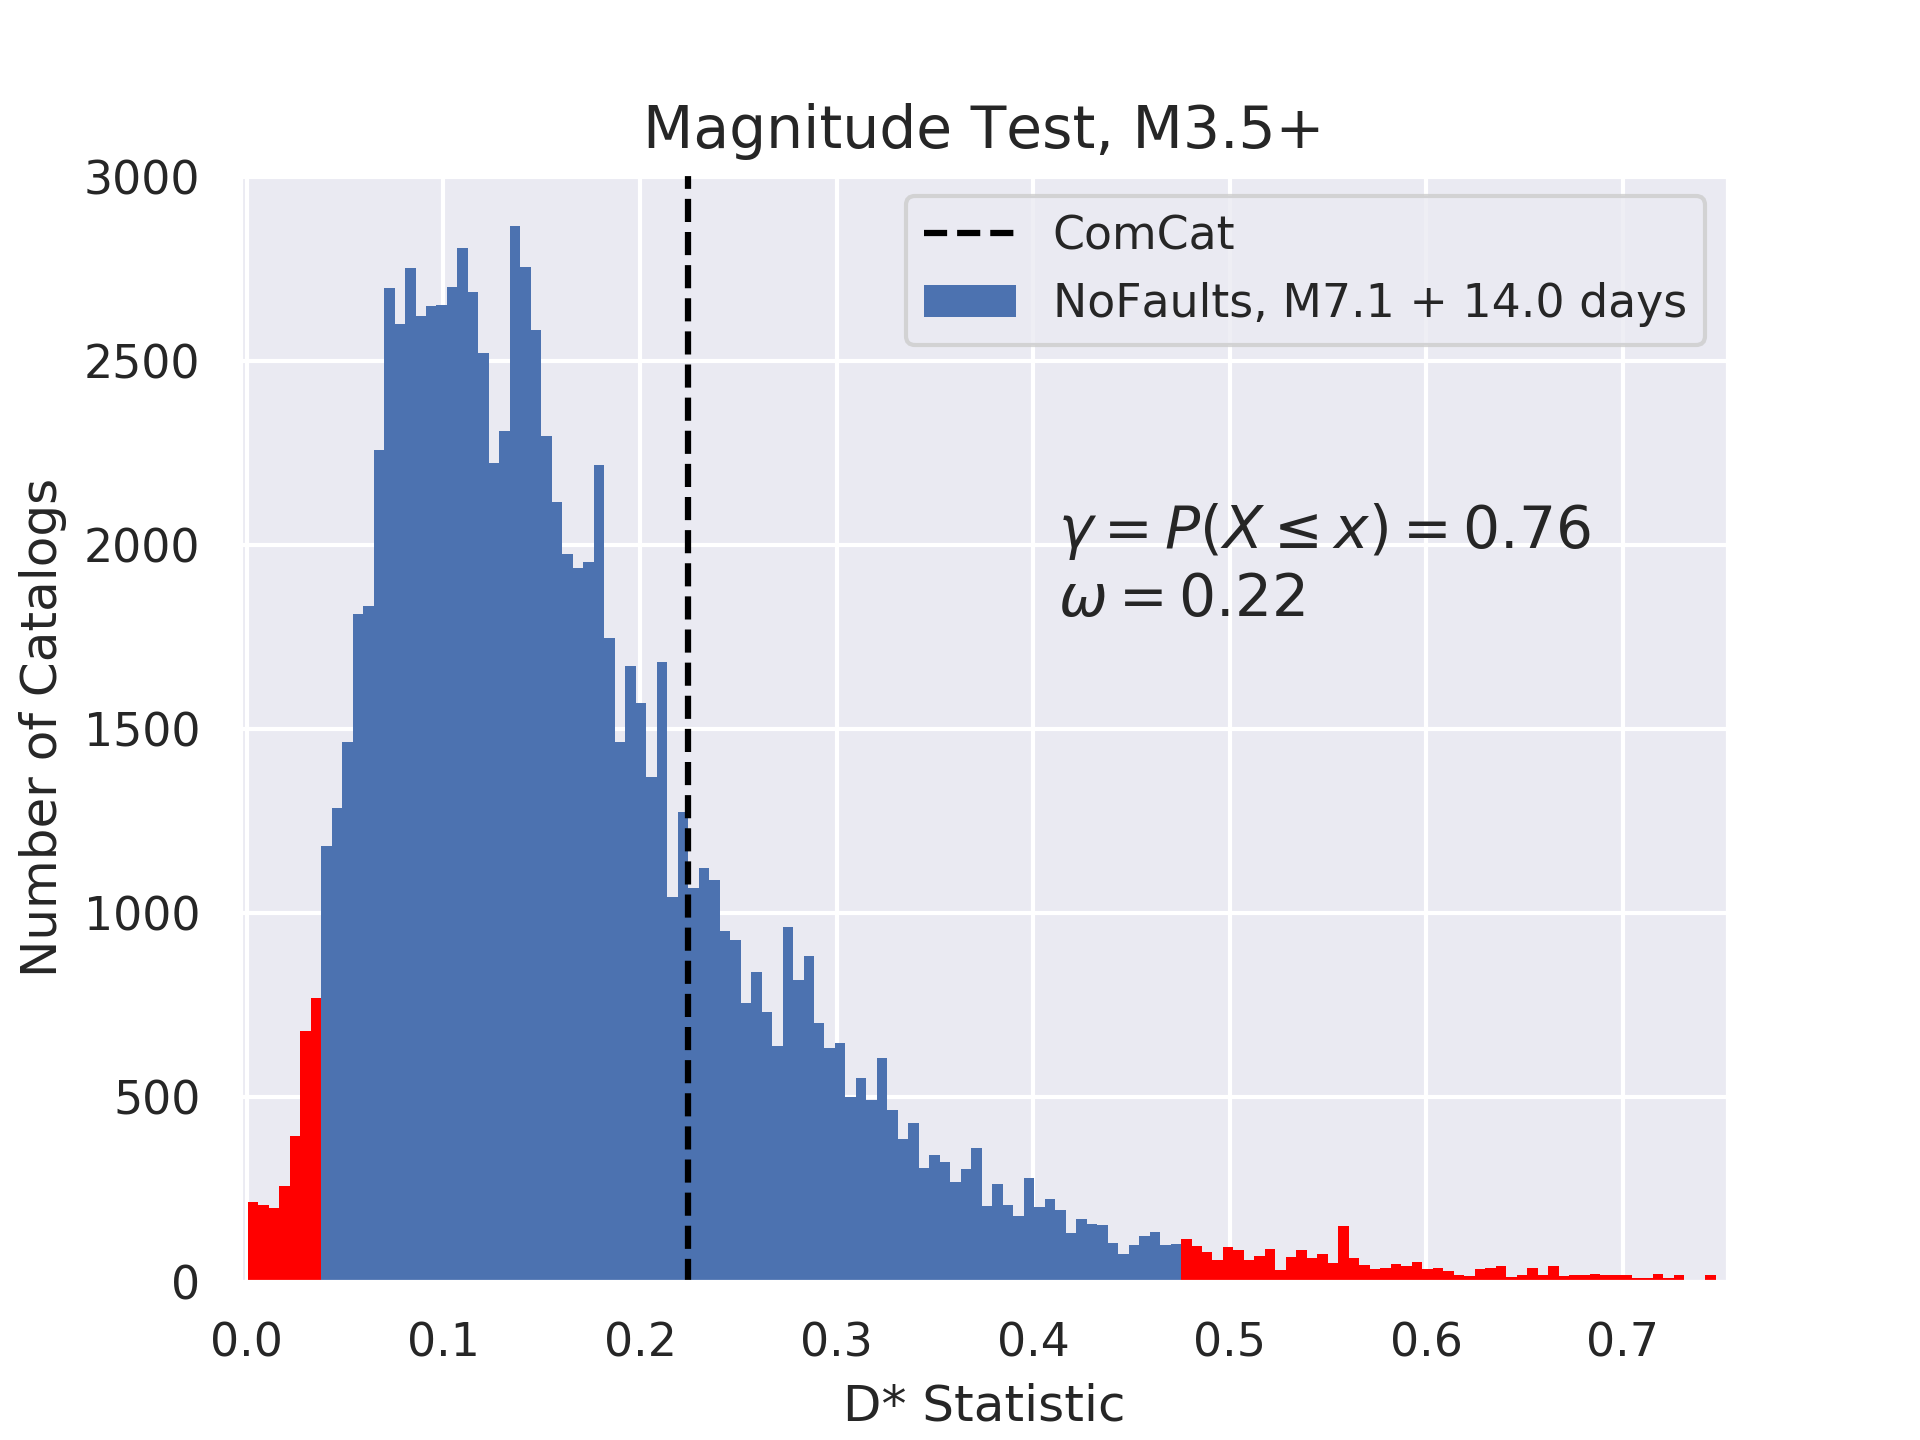 Magnitude Test, M3.5+
3000
2500
2000
1500
1000
500
0
Number of Catalogs
ComCat
NoFaults, M7.1 + 14.0 days
γ = P(X ≤ x) = 0.76
ω = 0.22
0.0 0.1 0.2 0.3 0.4 0.5 0.6 0.7
D* Statistic